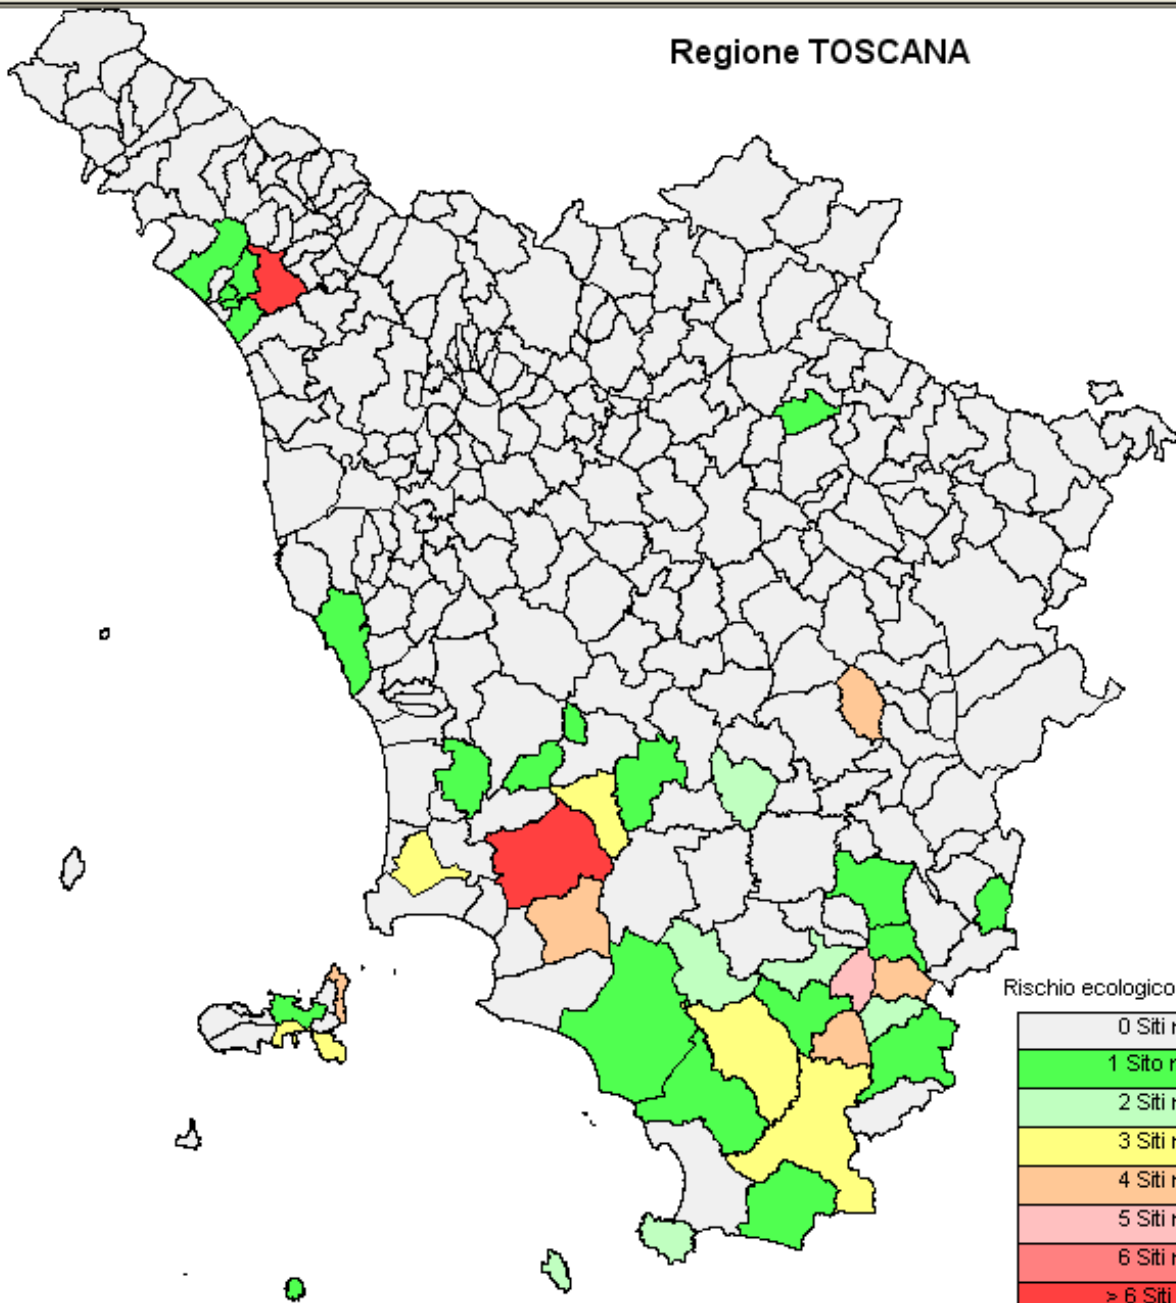 Regione TOSCANA
Rischio ecologico
0 Siti
1 Sito
2 Siti
3 Siti
4 Siti
5 Siti
6 Siti
> 6 Siti